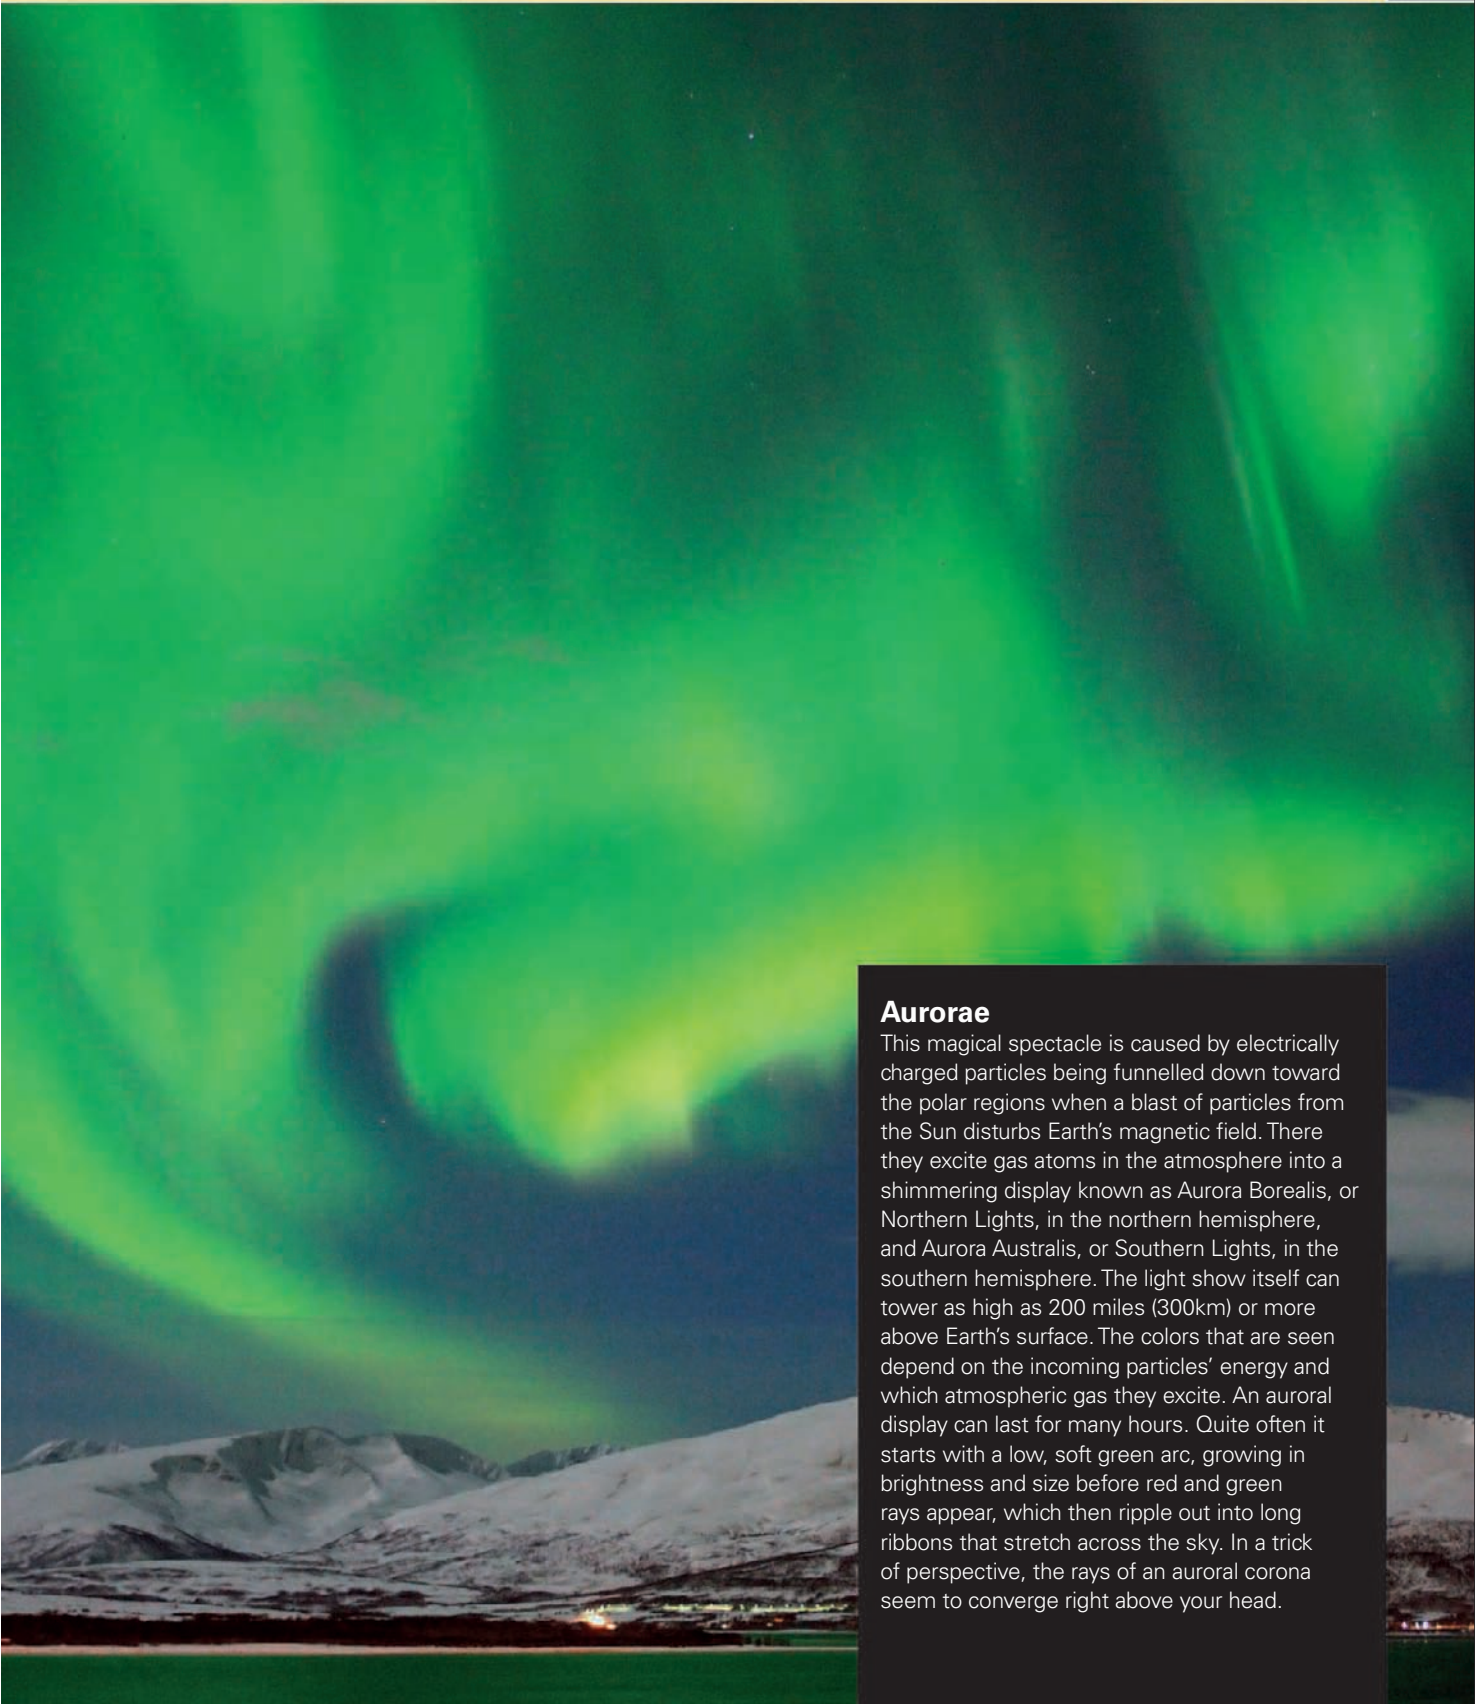 Aurorae
This magical spectacle is caused by electrically
charged particles being funnelled down toward
the polar regions when a blast of particles from
the Sun disturbs Earth’s magnetic field. There
they excite gas atoms in the atmosphere into a
shimmering display known as Aurora Borealis, or
Northern Lights, in the northern hemisphere,
and Aurora Australis, or Southern Lights, in the
southern hemisphere. The light show itself can
tower as high as 200 miles (300km) or more
above Earth’s surface. The colors that are seen
depend on the incoming particles’ energy and
which atmospheric gas they excite. An auroral
display can last for many hours. Quite often it
starts with a low, soft green arc, growing in
brightness and size before red and green
rays appear, which then ripple out into long
ribbons that stretch across the sky. In a trick
of perspective, the rays of an auroral corona
seem to converge right above your head.